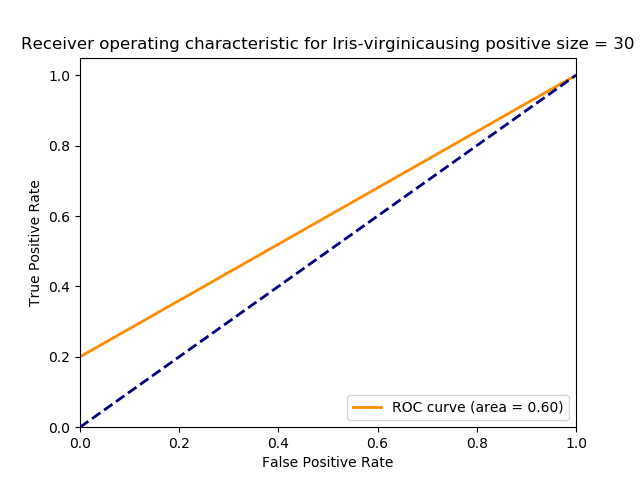 Receiver operating characteristic for Iris-virginicausing positive size = 30
1.0
0.8
0.6
0.4
0.2
0.0
True Positive Rate
ROC curve (area = 0.60)
0.0 0.2 0.4 0.6 0.8 1.0
False Positive Rate